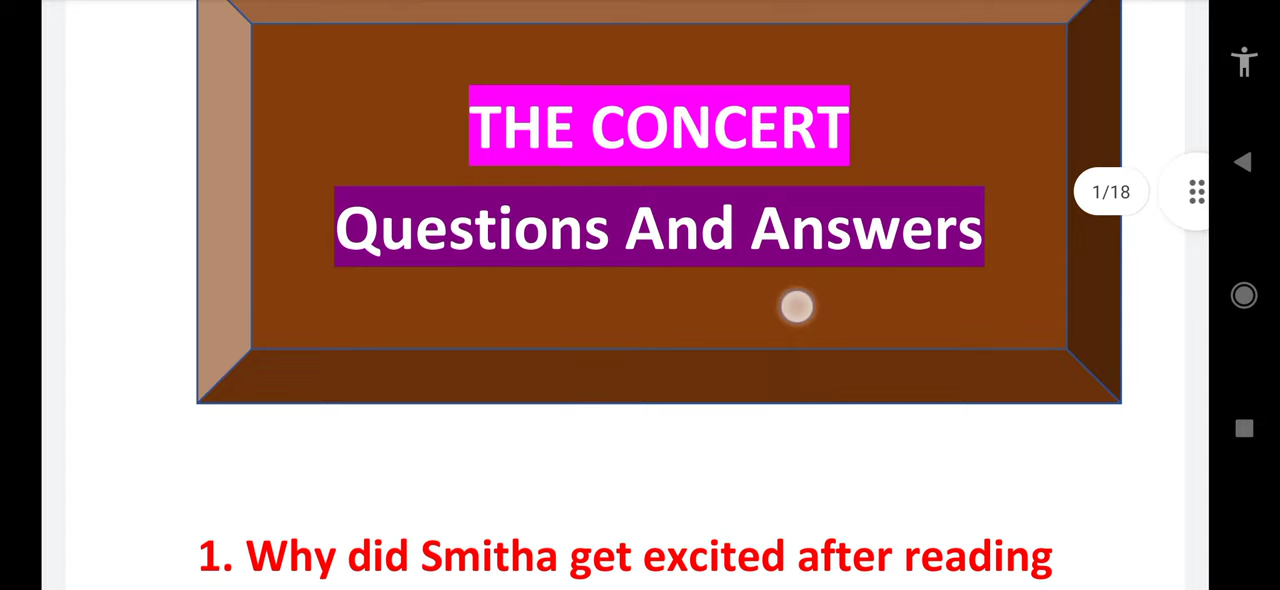 THE CONCERT
Questions And Answers
1/18
1. Why did Smitha get excited after reading